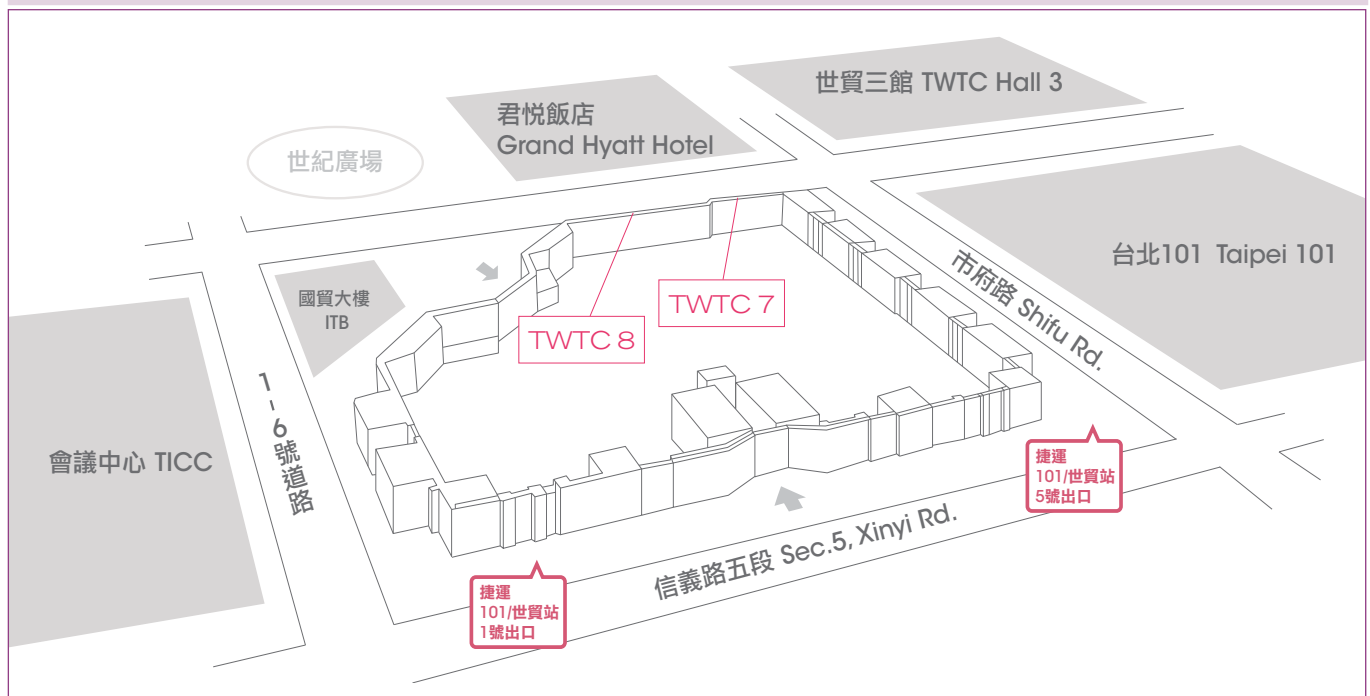 世貿三館 TWTC Hall 3
君悅飯店
Grand Hyatt Hotel
世紀廣場
台北101 Taipei 101
市府路 Shifu Rd.
國貿大樓
ITB
TWTC 7
TWTC 8
1-6號道路
會議中心 TICC
捷運
101/世貿站
5號出口
信義路五段 Sec.5, Xinyi Rd.
捷運
101/世貿站
1號出口